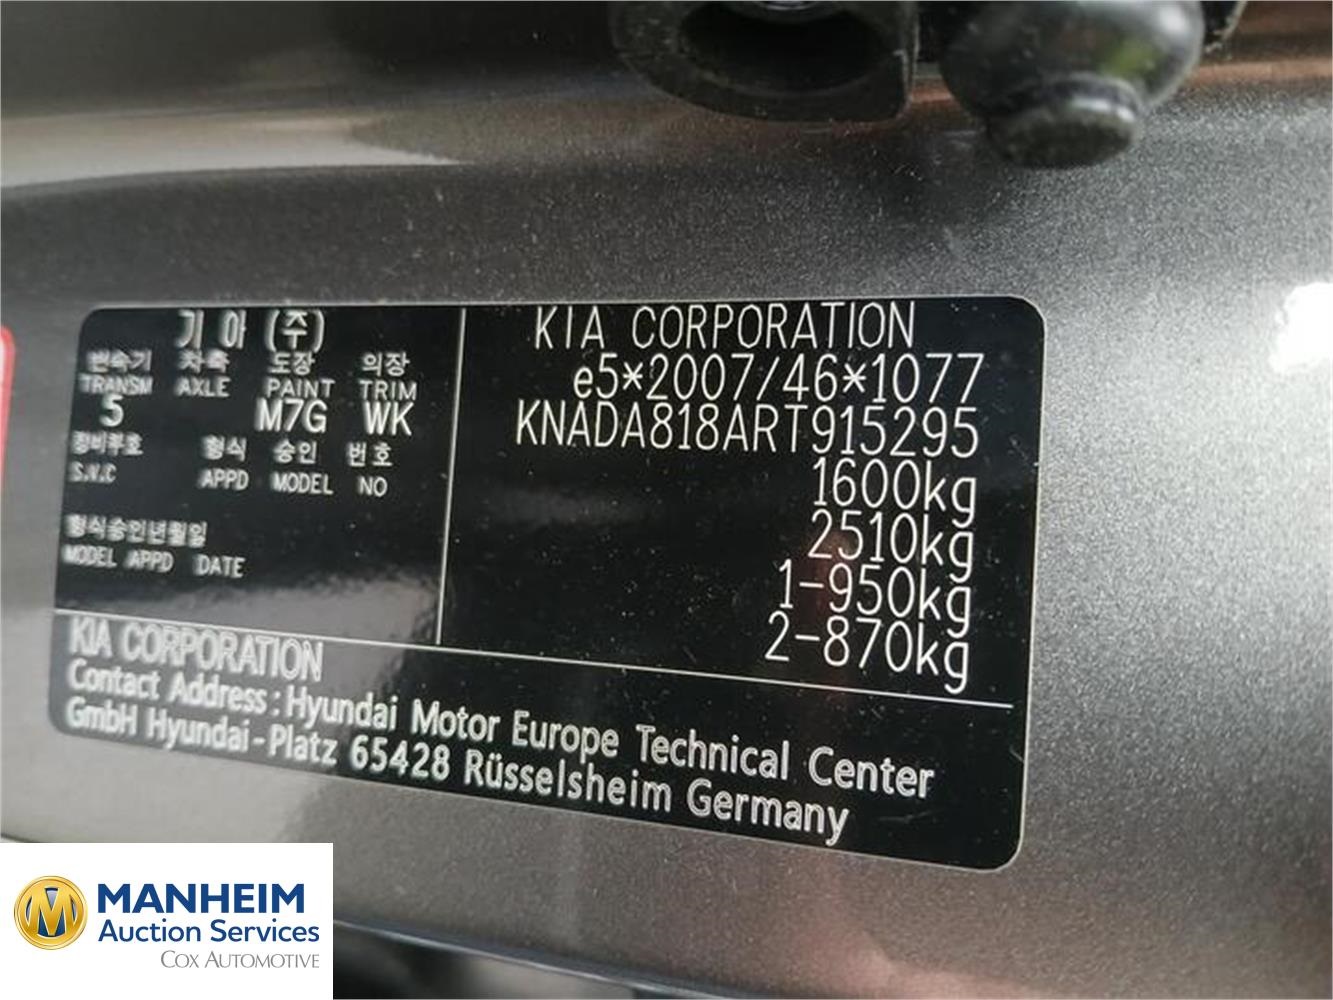 기아 (주)
변속기 차축 도장 의장
TRANSM AXLE PAINT TRIM
5 M7G WK
정비부호 형식 승인 번호
S.V.C APPD MODEL NO
형식승인년월일
MODEL APPD DATE
KIA CORPORATION
e5*2007/46*1077
KNADA818ART915295
1600kg
2510kg
1-950kg
2-870kg
KIA CORPORATION
Contact Address : Hyundai Motor Europe Technical Center
GmbH Hyundai-Platz 65428 Rüsselsheim Germany
MANHEIM
Auction Services
COX AUTOMOTIVE